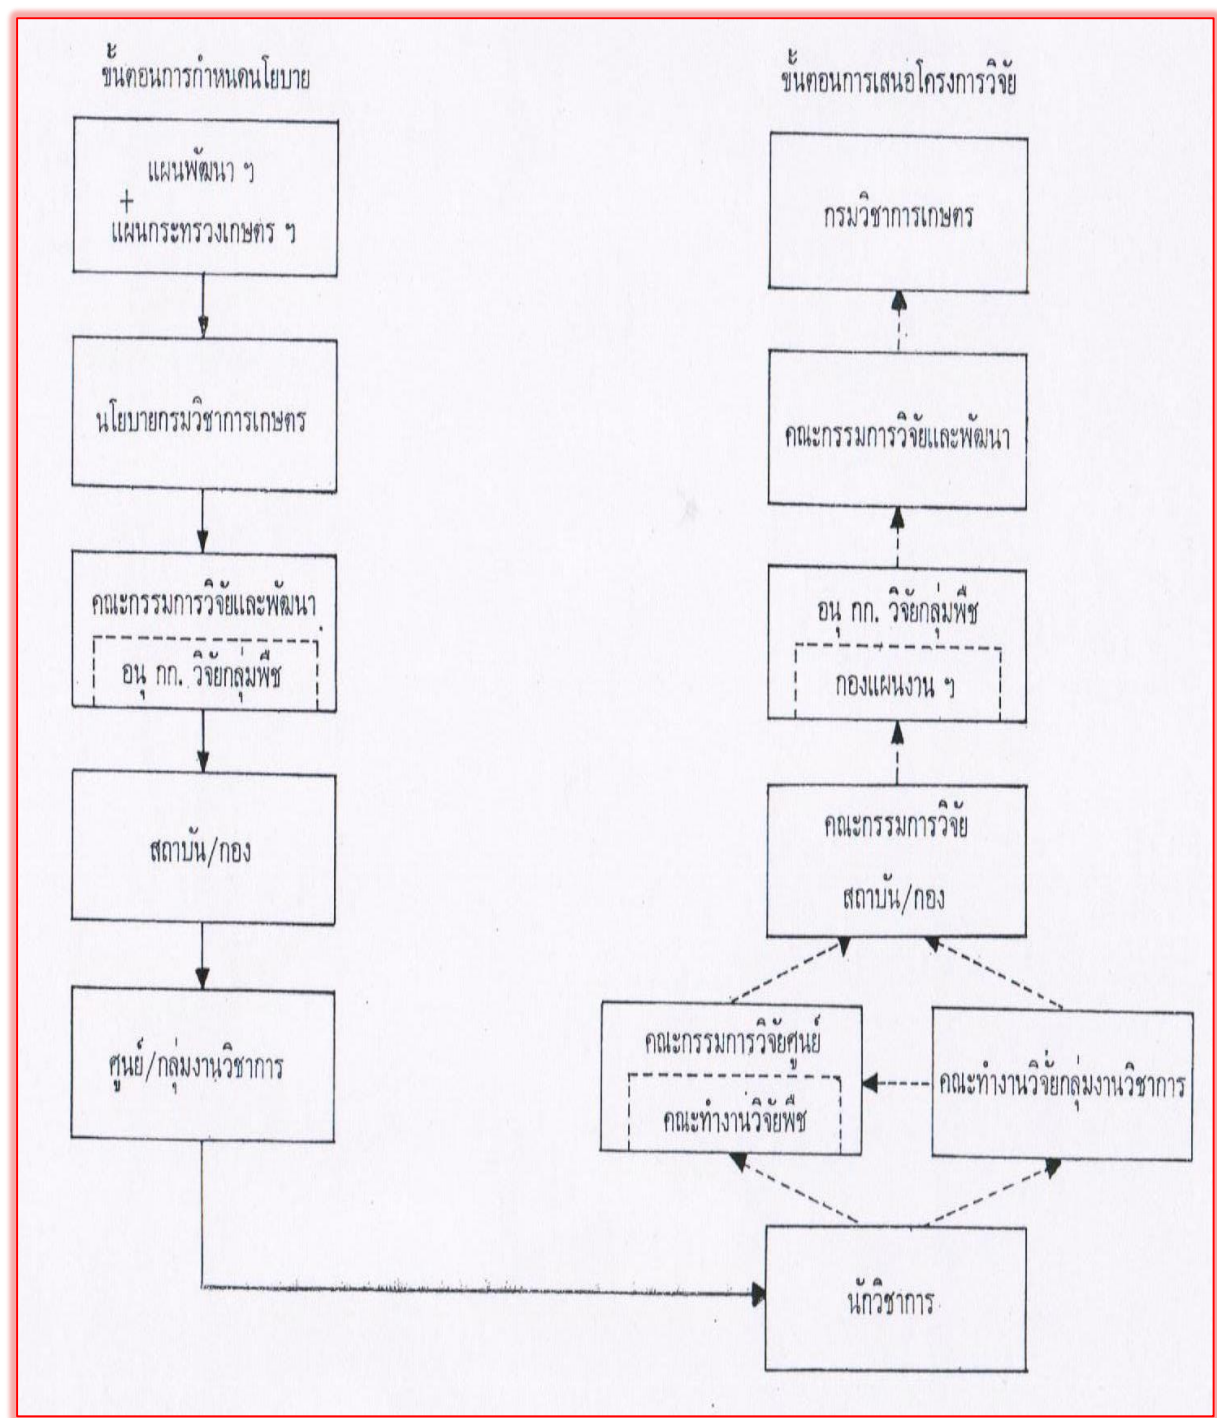 ขั้นตอนการกำหนดนโยบาย
แผนพัฒนา ฯ
+
แผนกระทรวงเกษตร ฯ
นโยบายกรมวิชาการเกษตร
คณะกรรมการวิจัยและพัฒนา
อนุ กก. วิจัยกลุ่มพืช
สถาบัน/กอง
ศูนย์/กลุ่มงานวิชาการ
ขั้นตอนการเสนอโครงการวิจัย
กรมวิชาการเกษตร
คณะกรรมการวิจัยและพัฒนา
อนุ กก. วิจัยกลุ่มพืช
กองแผนงาน ฯ
คณะกรรมการวิจัย
สถาบัน/กอง
คณะกรรมการวิจัยศูนย์
คณะทำงานวิจัยพืช
คณะทำงานวิจัยกลุ่มงานวิชาการ
นักวิชาการ